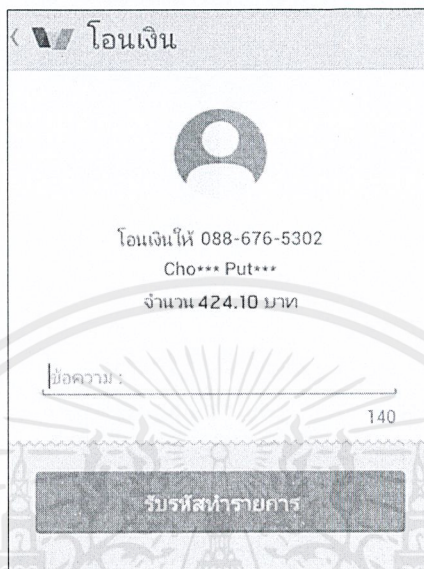 โอนเงิน
โอนเงินให้ 088-676-5302
Cho*** Put***
จำนวน 424.10 บาท
ข้อความ :
140
รับรหัสทำรายการ